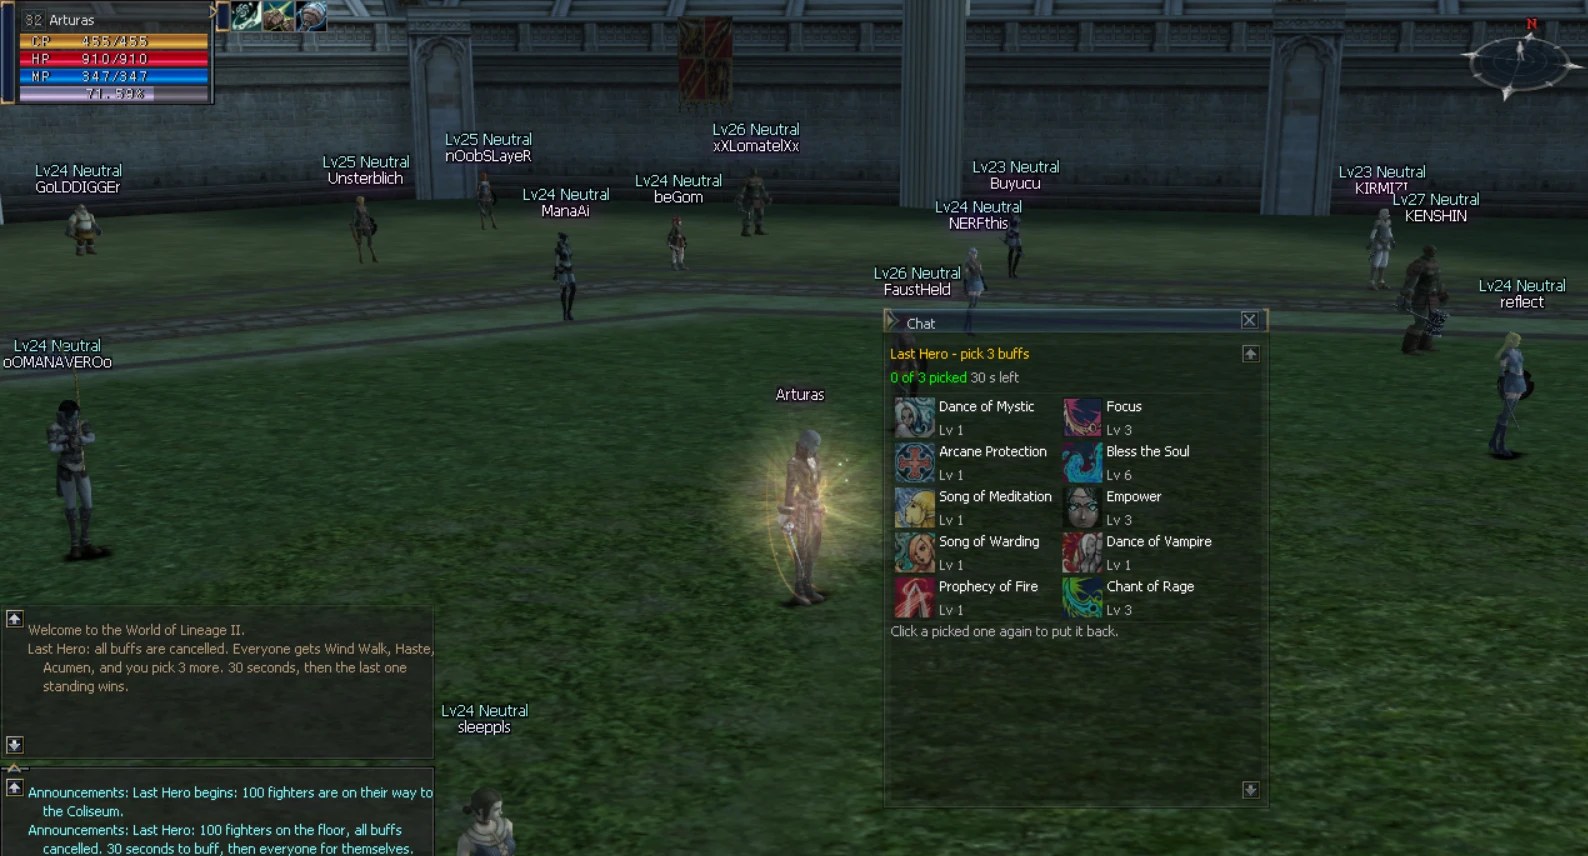 32 Arturas
CP 455/455
HP 910/910
MP 347/347
71.59%
N
Lv24 Neutral
GoLDDIGGEr
Lv25 Neutral
Unsterblich
Lv25 Neutral
nOobSLayeR
Lv24 Neutral
ManaAi
Lv24 Neutral
beGom
Lv26 Neutral
xXLomatelXx
Lv23 Neutral
Buyucu
Lv24 Neutral
NERFthis
Lv26 Neutral
FaustHeld
Lv23 Neutral
Lv27 Neutral
KENSHIN
Lv24 Neutral
reflect
Lv24 Neutral
oOMANAVEROo
Arturas
Chat
Last Hero - pick 3 buffs
0 of 3 picked 30 s left
Dance of Mystic
Lv 1
Focus
Lv 3
Arcane Protection
Lv 1
Bless the Soul
Lv 6
Song of Meditation
Lv 1
Empower
Lv 3
Song of Warding
Lv 1
Dance of Vampire
Lv 1
Prophecy of Fire
Lv 1
Chant of Rage
Lv 3
Click a picked one again to put it back.
Welcome to the World of Lineage II.
Last Hero: all buffs are cancelled. Everyone gets Wind Walk, Haste,
Acumen, and you pick 3 more. 30 seconds, then the last one
standing wins.
Lv24 Neutral
sleeppls
Announcements: Last Hero begins: 100 fighters are on their way to
the Coliseum.
Announcements: Last Hero: 100 fighters on the floor, all buffs
cancelled. 30 seconds to buff, then everyone for themselves.